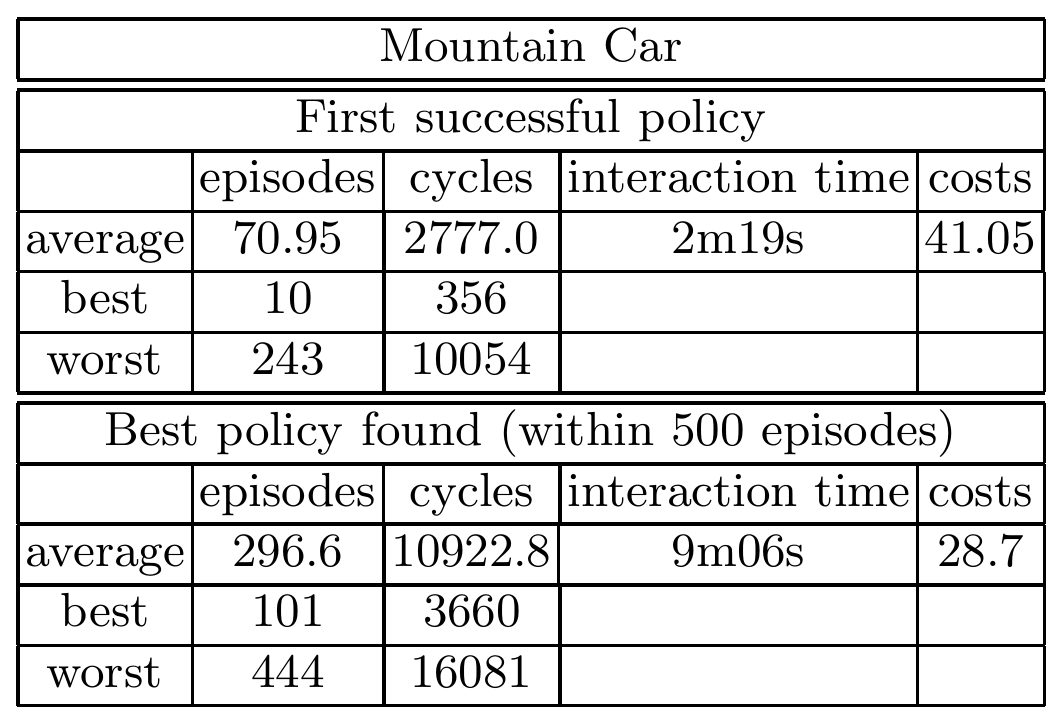 Mountain Car
First successful policy
episodes cycles interaction time costs
average 70.95 2777.0 2m19s 41.05
best 10 356
worst 243 10054
Best policy found (within 500 episodes)
episodes cycles interaction time costs
average 296.6 10922.8 9m06s 28.7
best 101 3660
worst 444 16081